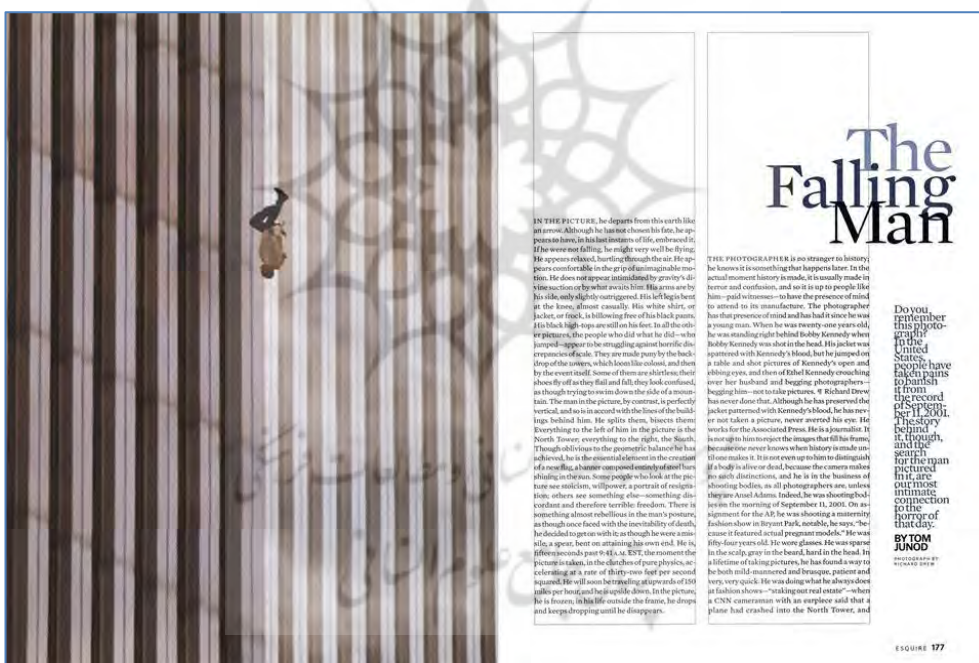 The
Falling
Man
IN THE PICTURE, he departs from this earth like
an arrow. Although he has not chosen his fate, he ap-
pears to have, in his last instants of life, embraced it.
If he were not falling, he might very well be flying.
He appears relaxed, hurtling through the air. He ap-
pears comfortable in the grip of unimaginable mo-
tion. He does not appear intimidated by gravity's di-
vine suction or by what awaits him. His arms are by
his side, only slightly outriggered. His left leg is bent
at the knee, almost casually. His white shirt, or
jacket, or frock, is billowing free of his black pants.
His black high-tops are still on his feet. In all the oth-
er pictures, the people who did what he did—who
jumped—appear to be struggling against horrific dis-
crepancies of scale. They are made puny by the back-
drop of the towers, which loom like colossi, and then
by the event itself. Some of them are shirtless; their
shoes fly off as they flail and fall; they look confused,
as though trying to swim down the side of a moun-
tain. The man in the picture, by contrast, is perfectly
vertical, and so is in accord with the lines of the build-
ings behind him. He splits them, bisects them:
Everything to the left of him in the picture is the
North Tower; everything to the right, the South.
Though oblivious to the geometric balance he has
achieved, he is the essential element in the creation
of a new flag, a banner composed entirely of steel bars
shining in the sun. Some people who look at the pic-
ture see stoicism, willpower, a portrait of resigna-
tion; others see something else—something dis-
cordant and therefore terrible: freedom. There is
something almost rebellious in the man's posture,
as though once faced with the inevitability of death,
he decided to get on with it; as though he were a mis-
sile, a spear, bent on attaining his own end. He is,
fifteen seconds past 9:41 A.M. EST, the moment the
picture is taken, in the clutches of pure physics, ac-
celerating at a rate of thirty-two feet per second
squared. He will soon be traveling at upwards of 150
miles per hour, and he is upside down. In the picture,
he is frozen; in his life outside the frame, he drops
and keeps dropping until he disappears.
THE PHOTOGRAPHER is no stranger to history;
he knows it is something that happens later. In the
actual moment history is made, it is usually made in
terror and confusion, and so it is up to people like
him—paid witnesses—to have the presence of mind
to attend to its manufacture. The photographer
has that presence of mind and has had it since he was
a young man. When he was twenty-one years old,
he was standing right behind Bobby Kennedy when
Bobby Kennedy was shot in the head. His jacket was
spattered with Kennedy's blood, but he jumped on
a table and shot pictures of Kennedy's open and
ebbing eyes, and then of Ethel Kennedy crouching
over her husband and begging photographers—
begging him—not to take pictures. ¶ Richard Drew
has never done that. Although he has preserved the
jacket patterned with Kennedy's blood, he has nev-
er not taken a picture, never averted his eye. He
works for the Associated Press. He is a journalist. It
is not up to him to reject the images that fill his frame,
because one never knows when history is made un-
til one makes it. It is not even up to him to distinguish
if a body is alive or dead, because the camera makes
no such distinctions, and he is in the business of
shooting bodies, as all photographers are, unless
they are Ansel Adams. Indeed, he was shooting bod-
ies on the morning of September 11, 2001. On as-
signment for the AP, he was shooting a maternity
fashion show in Bryant Park, notable, he says, "be-
cause it featured actual pregnant models." He was
fifty-four years old. He wore glasses. He was sparse
in the scalp, gray in the beard, hard in the head. In
a lifetime of taking pictures, he has found a way to
be both mild-mannered and brusque, patient and
very, very quick. He was doing what he always does
at fashion shows—"staking out real estate"—when
a CNN cameraman with an earpiece said that a
plane had crashed into the North Tower, and
Do you
remember
this photo-
graph?
In the
United
States,
people have
taken pains
to banish
it from
the record
of Septem-
ber 11, 2001.
The story
behind
it, though,
and the
search
for the man
pictured
in it, are
our most
intimate
connection
to the
horror of
that day.
BY TOM
JUNOD
PHOTOGRAPH BY
RICHARD DREW
ESQUIRE 177